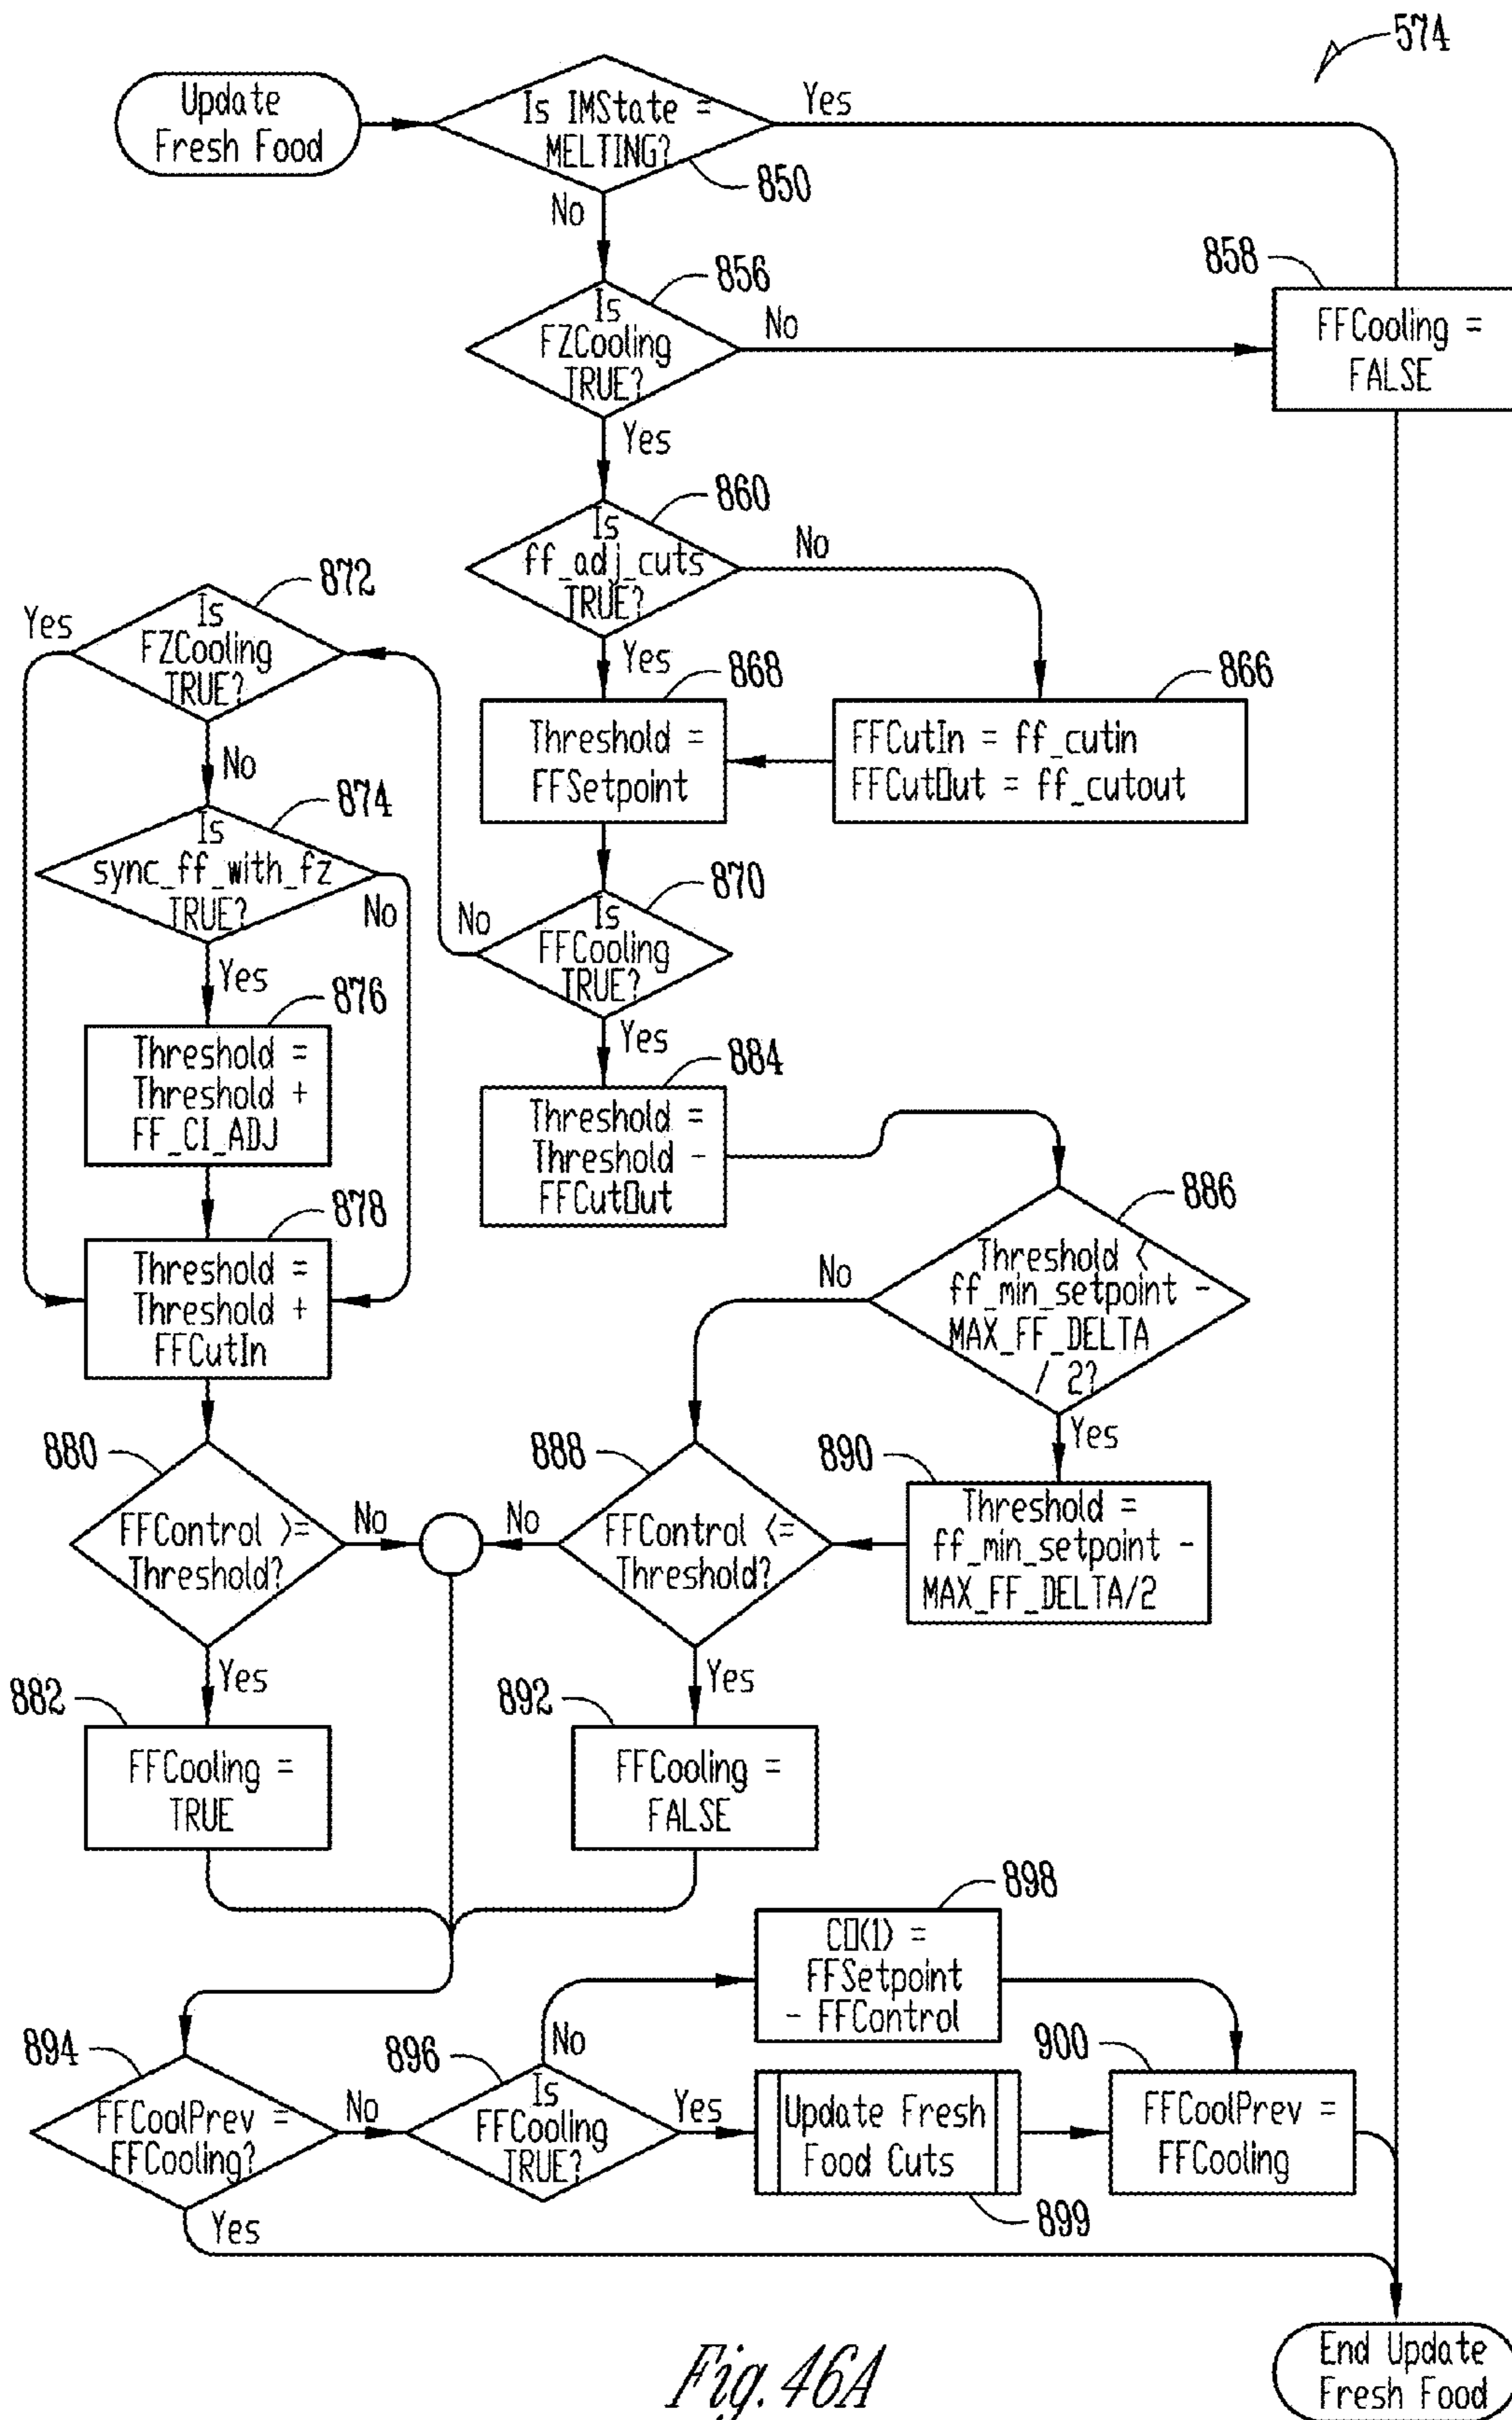 574
Update
Fresh Food
Is IMState =
MELTING?
Yes
850
No
858
FFCooling =
FALSE
856
Is
FZCooling
TRUE?
No
Yes
860
Is
ff_adj_cuts
TRUE?
No
Yes
872
Is
FZCooling
TRUE?
Yes
No
868
Threshold =
FFSetpoint
866
FFCutIn = ff_cutin
FFCutOut = ff_cutout
874
Is
sync_ff_with_fz
TRUE?
No
Yes
870
Is
FFCooling
TRUE?
No
Yes
876
Threshold =
Threshold +
FF_CI_ADJ
884
Threshold =
Threshold -
FFCutOut
878
Threshold =
Threshold +
FFCutIn
886
Threshold <
ff_min_setpoint -
MAX_FF_DELTA
/ 2?
No
Yes
880
FFControl >=
Threshold?
No
Yes
888
FFControl <=
Threshold?
No
Yes
890
Threshold =
ff_min_setpoint -
MAX_FF_DELTA/2
882
FFCooling =
TRUE
892
FFCooling =
FALSE
898
CO(1) =
FFSetpoint
- FFControl
894
FFCoolPrev =
FFCooling?
No
Yes
896
Is
FFCooling
TRUE?
No
Yes
Update Fresh
Food Cuts
899
900
FFCoolPrev =
FFCooling
End Update
Fresh Food
Fig. 46A